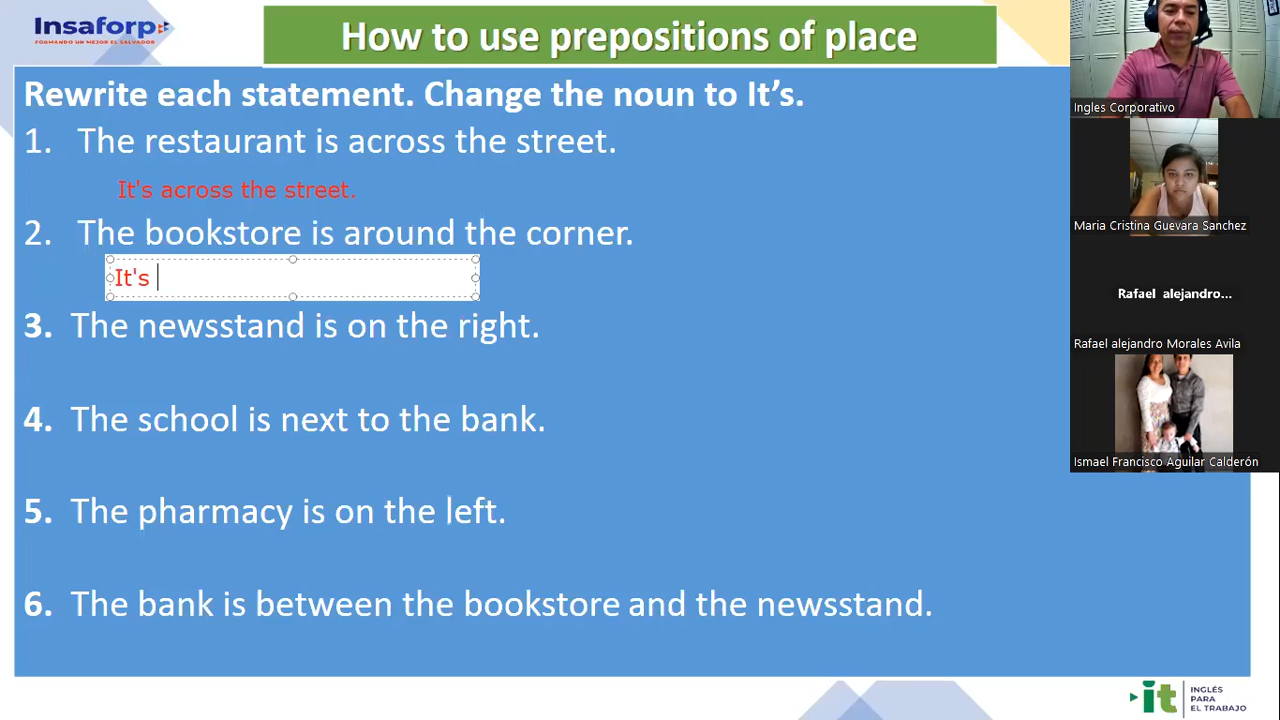 Insaforp
FORMANDO UN MEJOR EL SALVADOR
How to use prepositions of place
Rewrite each statement. Change the noun to It's.
1. The restaurant is across the street.
It's across the street.
2. The bookstore is around the corner.
It's
3. The newsstand is on the right.
4. The school is next to the bank.
5. The pharmacy is on the left.
6. The bank is between the bookstore and the newsstand.
Ingles Corporativo
Maria Cristina Guevara Sanchez
Rafael alejandro...
Rafael alejandro Morales Avila
Ismael Francisco Aguilar Calderón
it
INGLÉS
PARA
EL TRABAJO